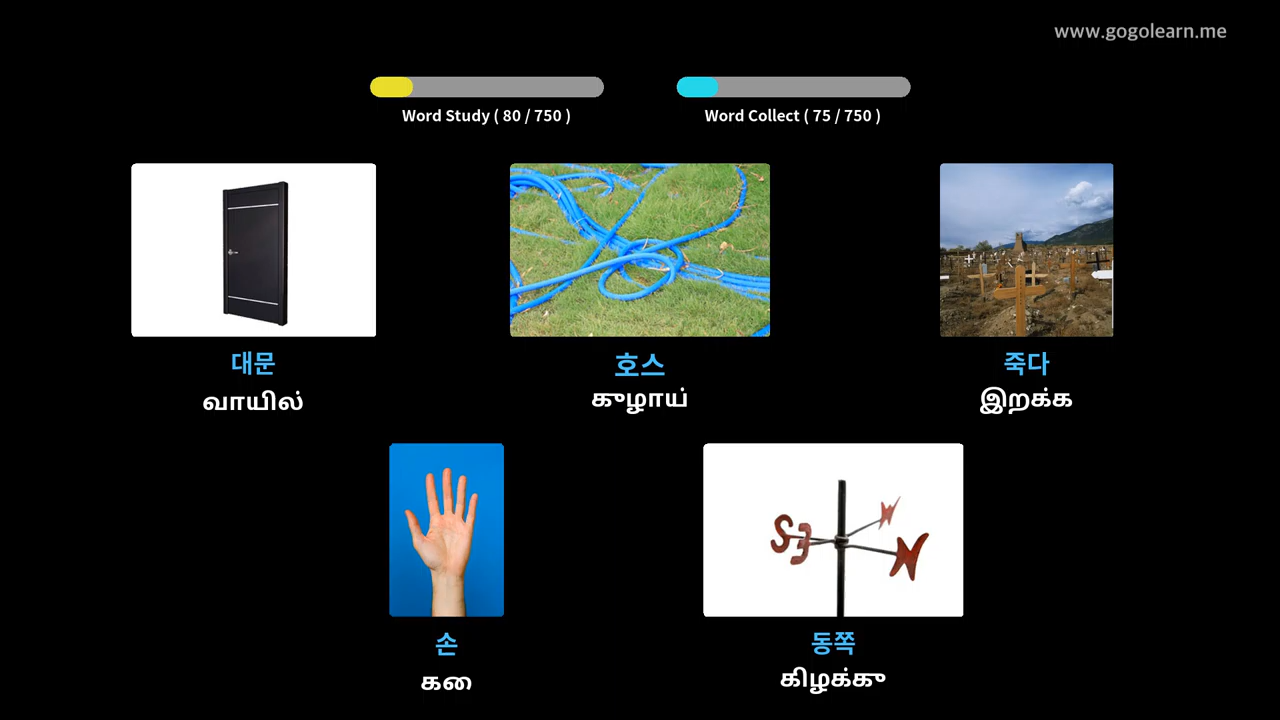 www.gogolearn.me
Word Study ( 80 / 750 )
Word Collect ( 75 / 750 )
대문
வாயில்
호스
குழாய்
죽다
இறக்க
손
கை
동쪽
கிழக்கு